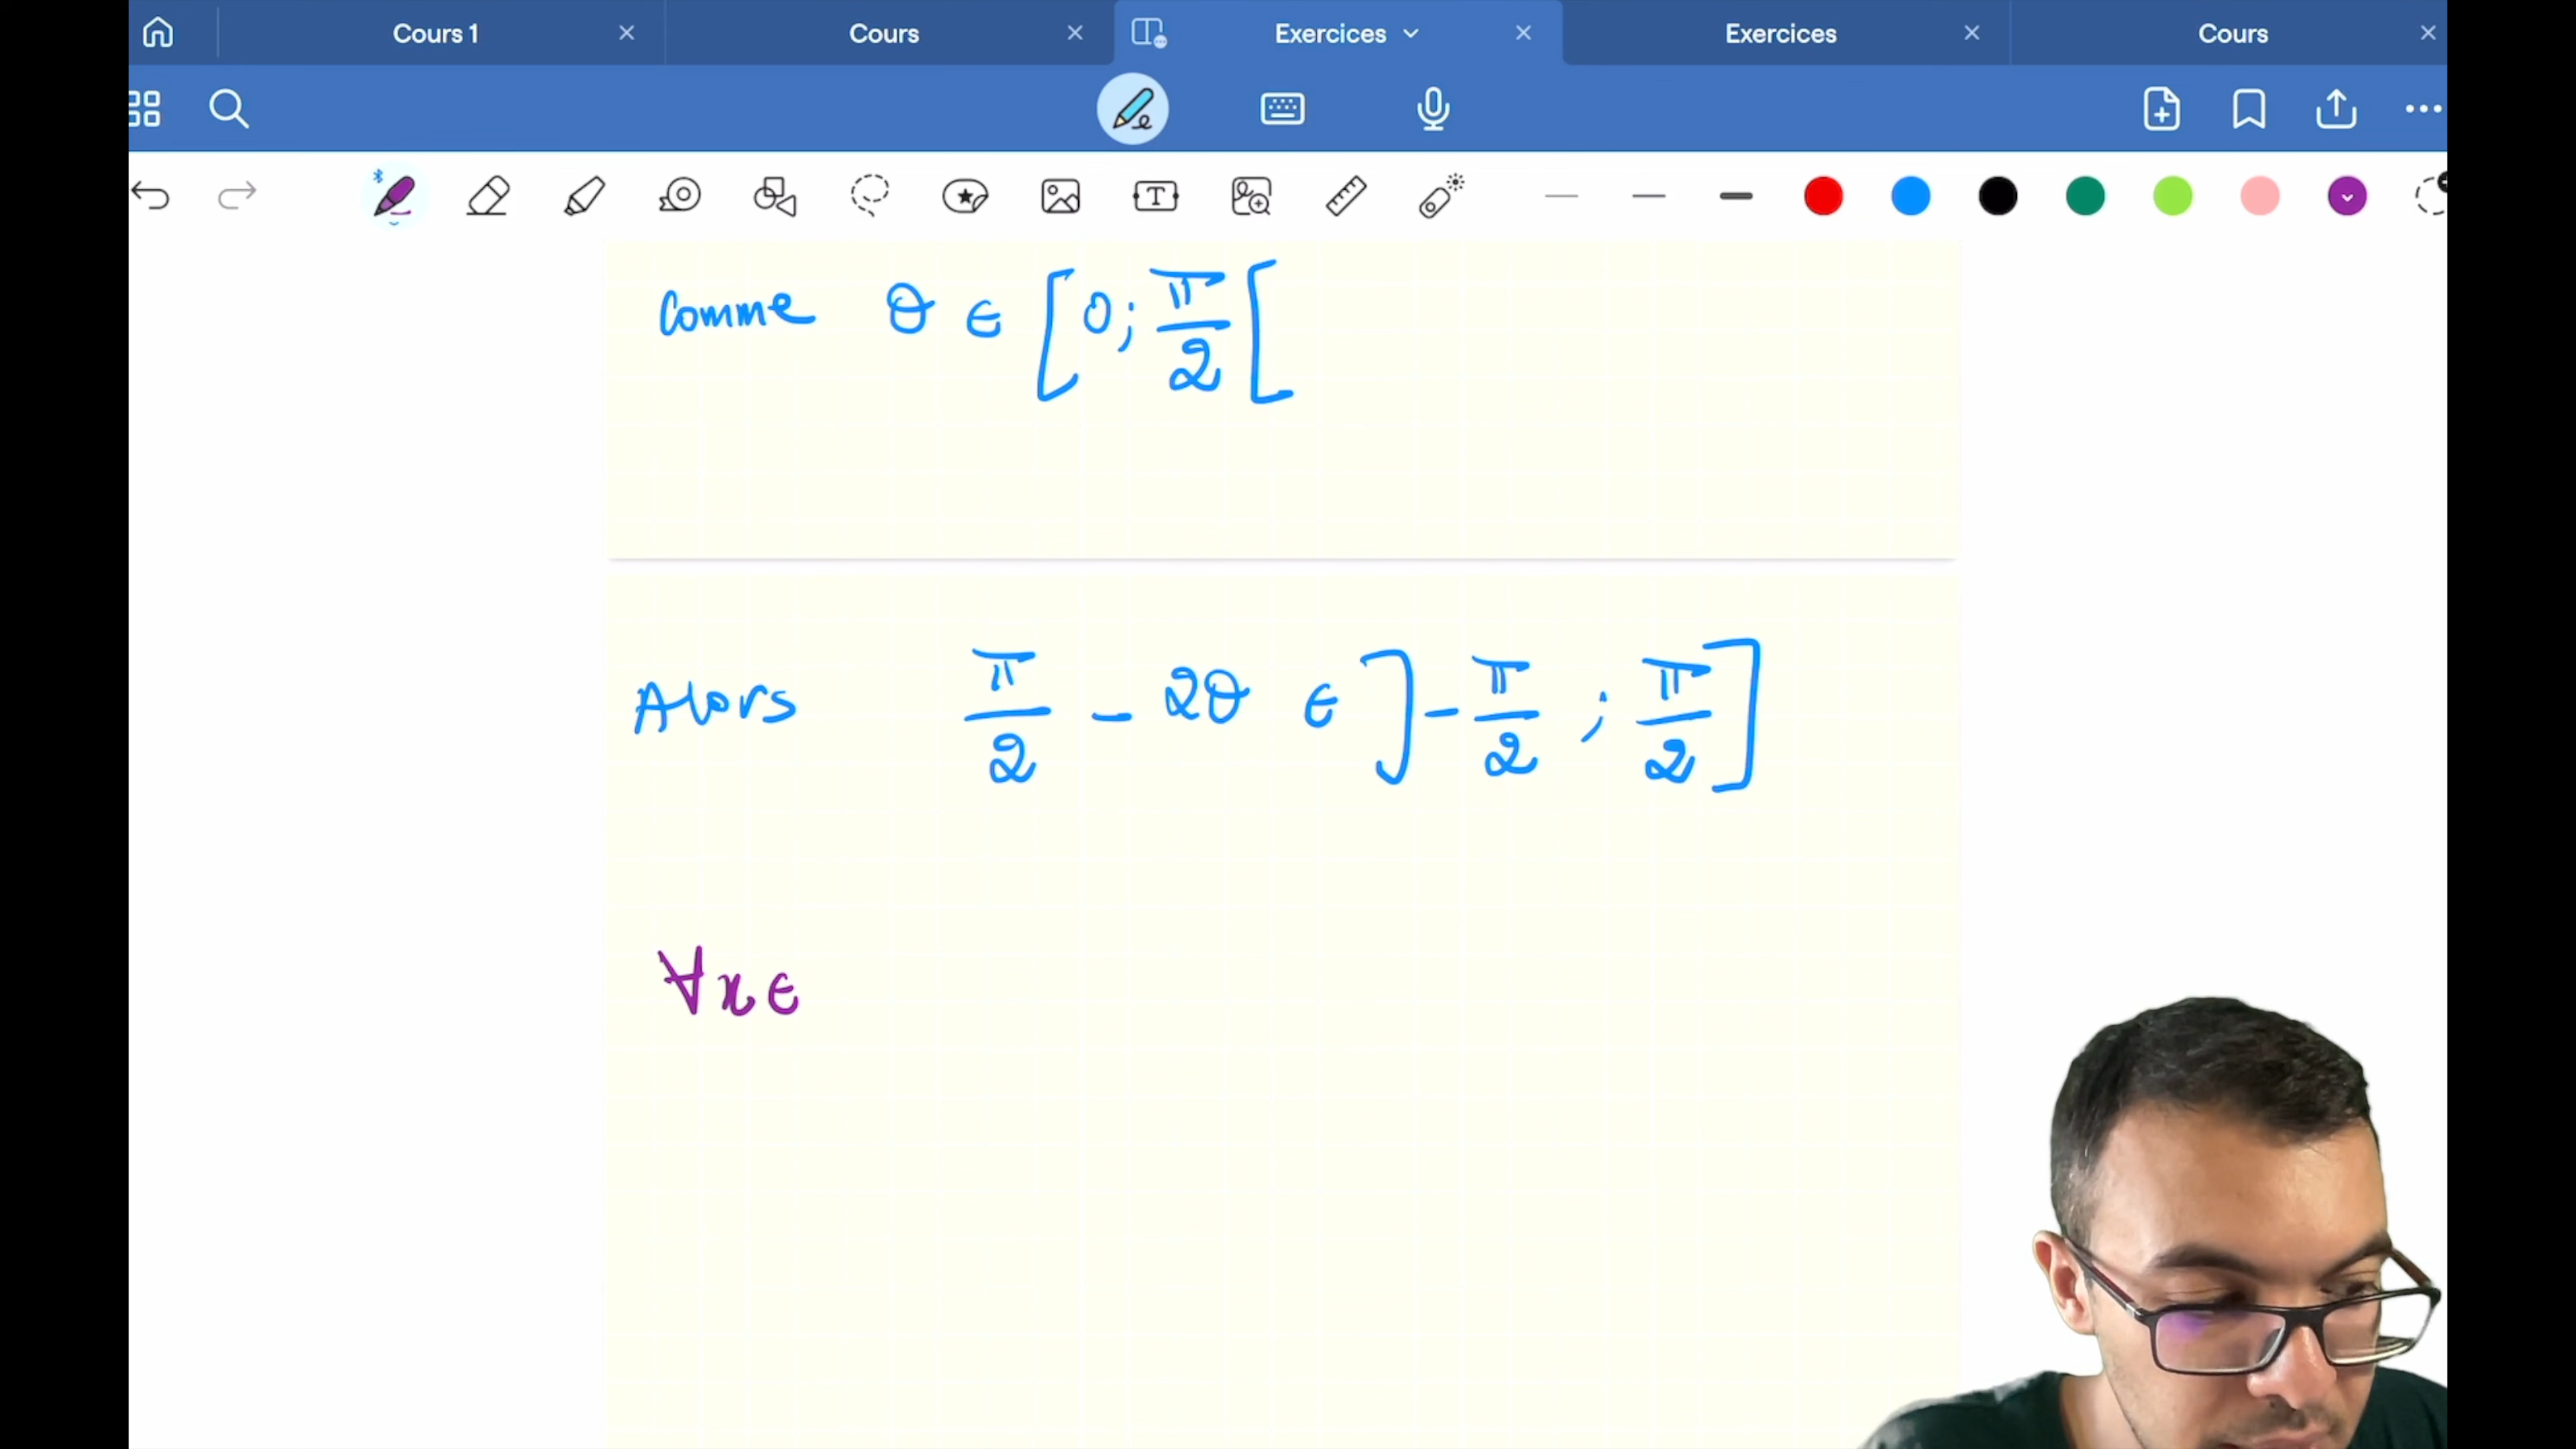 Cours 1 Cours Exercices Exercices Cours
T
Comme θ ∈ [0; π/2[
Alors π/2 - 2θ ∈ ]-π/2 ; π/2]
∀x∈